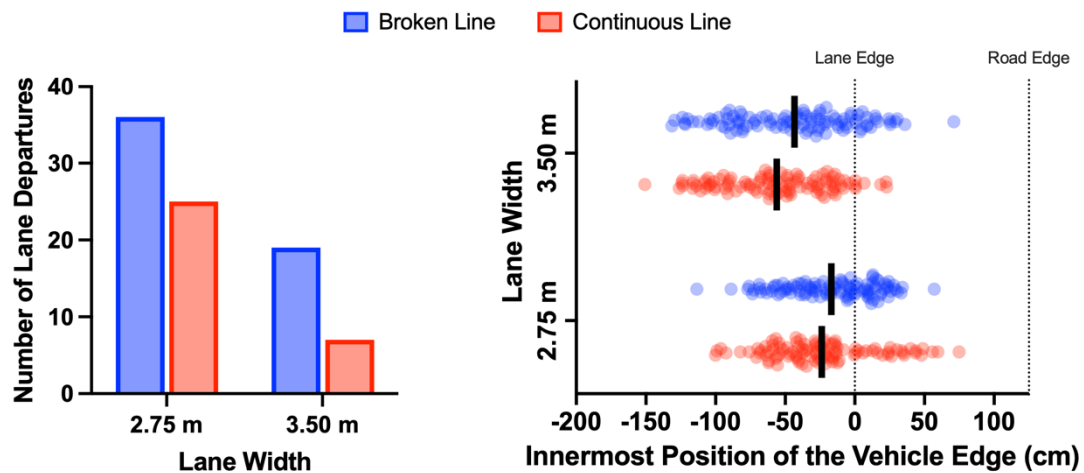 Broken Line
Continuous Line
Number of Lane Departures
40
30
20
10
0
2.75 m
3.50 m
Lane Width
Lane Edge
Road Edge
Lane Width
3.50 m
2.75 m
-200
-150
-100
-50
0
50
100
Innermost Position of the Vehicle Edge (cm)